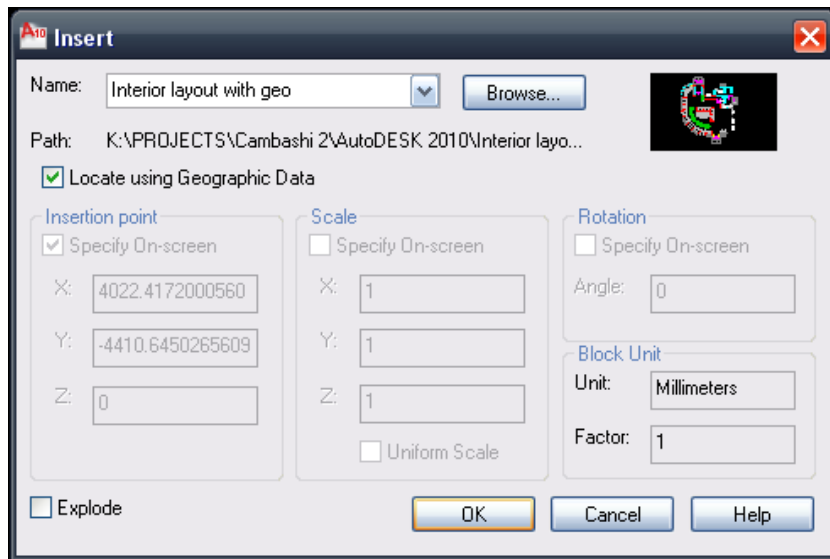 A10 Insert
Name: Interior layout with geo Browse...
Path: K:\PROJECTS\Cambashi 2\AutoDESK 2010\Interior layo...
Locate using Geographic Data
Insertion point
Specify On-screen
X: 4022.4172000560
Y: -4410.6450265609
Z: 0
Scale
Specify On-screen
X: 1
Y: 1
Z: 1
Uniform Scale
Rotation
Specify On-screen
Angle: 0
Block Unit
Unit: Millimeters
Factor: 1
Explode
OK Cancel Help